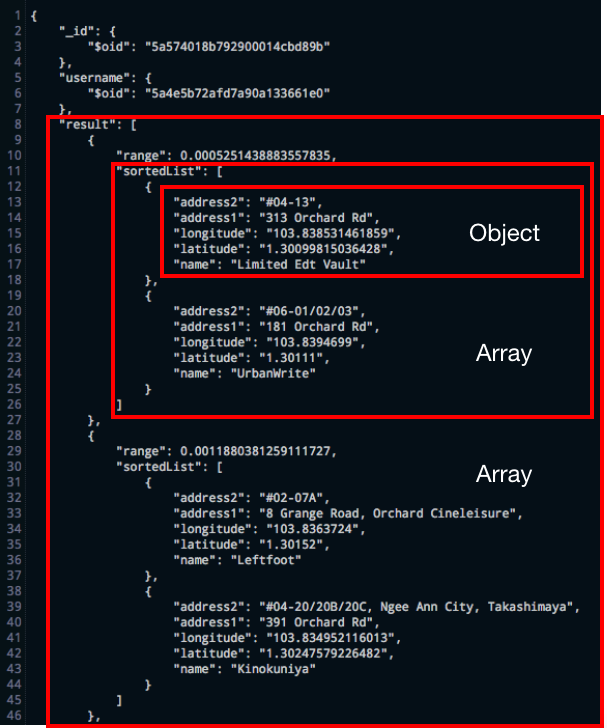 1 {
2 "_id": {
3 "$oid": "5a574018b792900014cbd89b"
4 },
5 "username": {
6 "$oid": "5a4e5b72afd7a90a133661e0"
7 },
8 "result": [
9 {
10 "range": 0.0005251438883557835,
11 "sortedList": [
12 {
13 "address2": "#04-13",
14 "address1": "313 Orchard Rd",
15 "longitude": "103.838531461859",
16 "latitude": "1.30099815036428",
17 "name": "Limited Edt Vault"
Object
18 },
19 {
20 "address2": "#06-01/02/03",
21 "address1": "181 Orchard Rd",
22 "longitude": "103.8394699",
23 "latitude": "1.30111",
24 "name": "UrbanWrite"
Array
25 }
26 ]
27 },
28 {
29 "range": 0.0011880381259111727,
30 "sortedList": [
Array
31 {
32 "address2": "#02-07A",
33 "address1": "8 Grange Road, Orchard Cineleisure",
34 "longitude": "103.8363724",
35 "latitude": "1.30152",
36 "name": "Leftfoot"
37 },
38 {
39 "address2": "#04-20/20B/20C, Ngee Ann City, Takashimaya",
40 "address1": "391 Orchard Rd",
41 "longitude": "103.834952116013",
42 "latitude": "1.30247579226482",
43 "name": "Kinokuniya"
44 }
45 ]
46 },